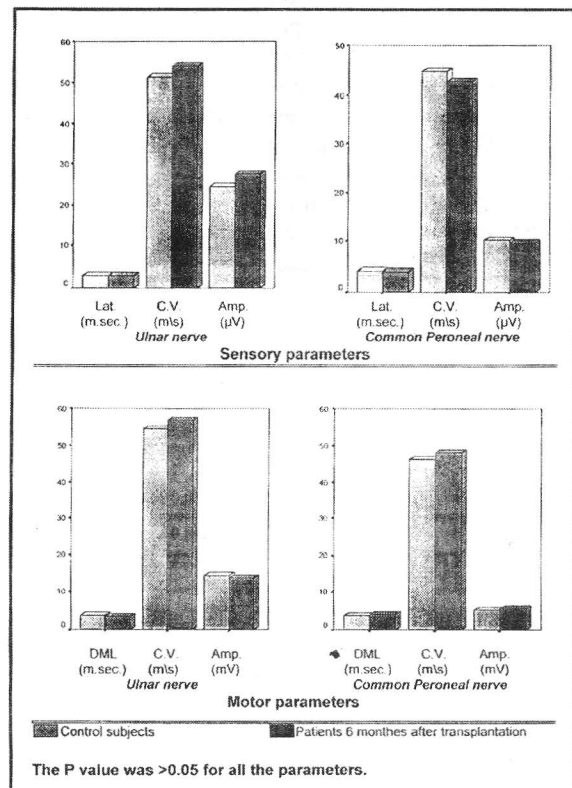 60
50
40
30
20
10
0
Lat. C.V. Amp.
(m.sec.) (m\s) (µV)
Ulnar nerve
50
40
30
20
10
0
Lat. C.V. Amp.
(m.sec.) (m\s) (µV)
Common Peroneal nerve
Sensory parameters
60
50
40
30
20
10
0
DML C.V. Amp.
(m.sec.) (m\s) (mV)
Ulnar nerve
60
50
40
30
20
10
0
DML C.V. Amp.
(m.sec.) (m\s) (mV)
Common Peroneal nerve
Motor parameters
Control subjects Patients 6 monthes after transplantation
The P value was >0.05 for all the parameters.